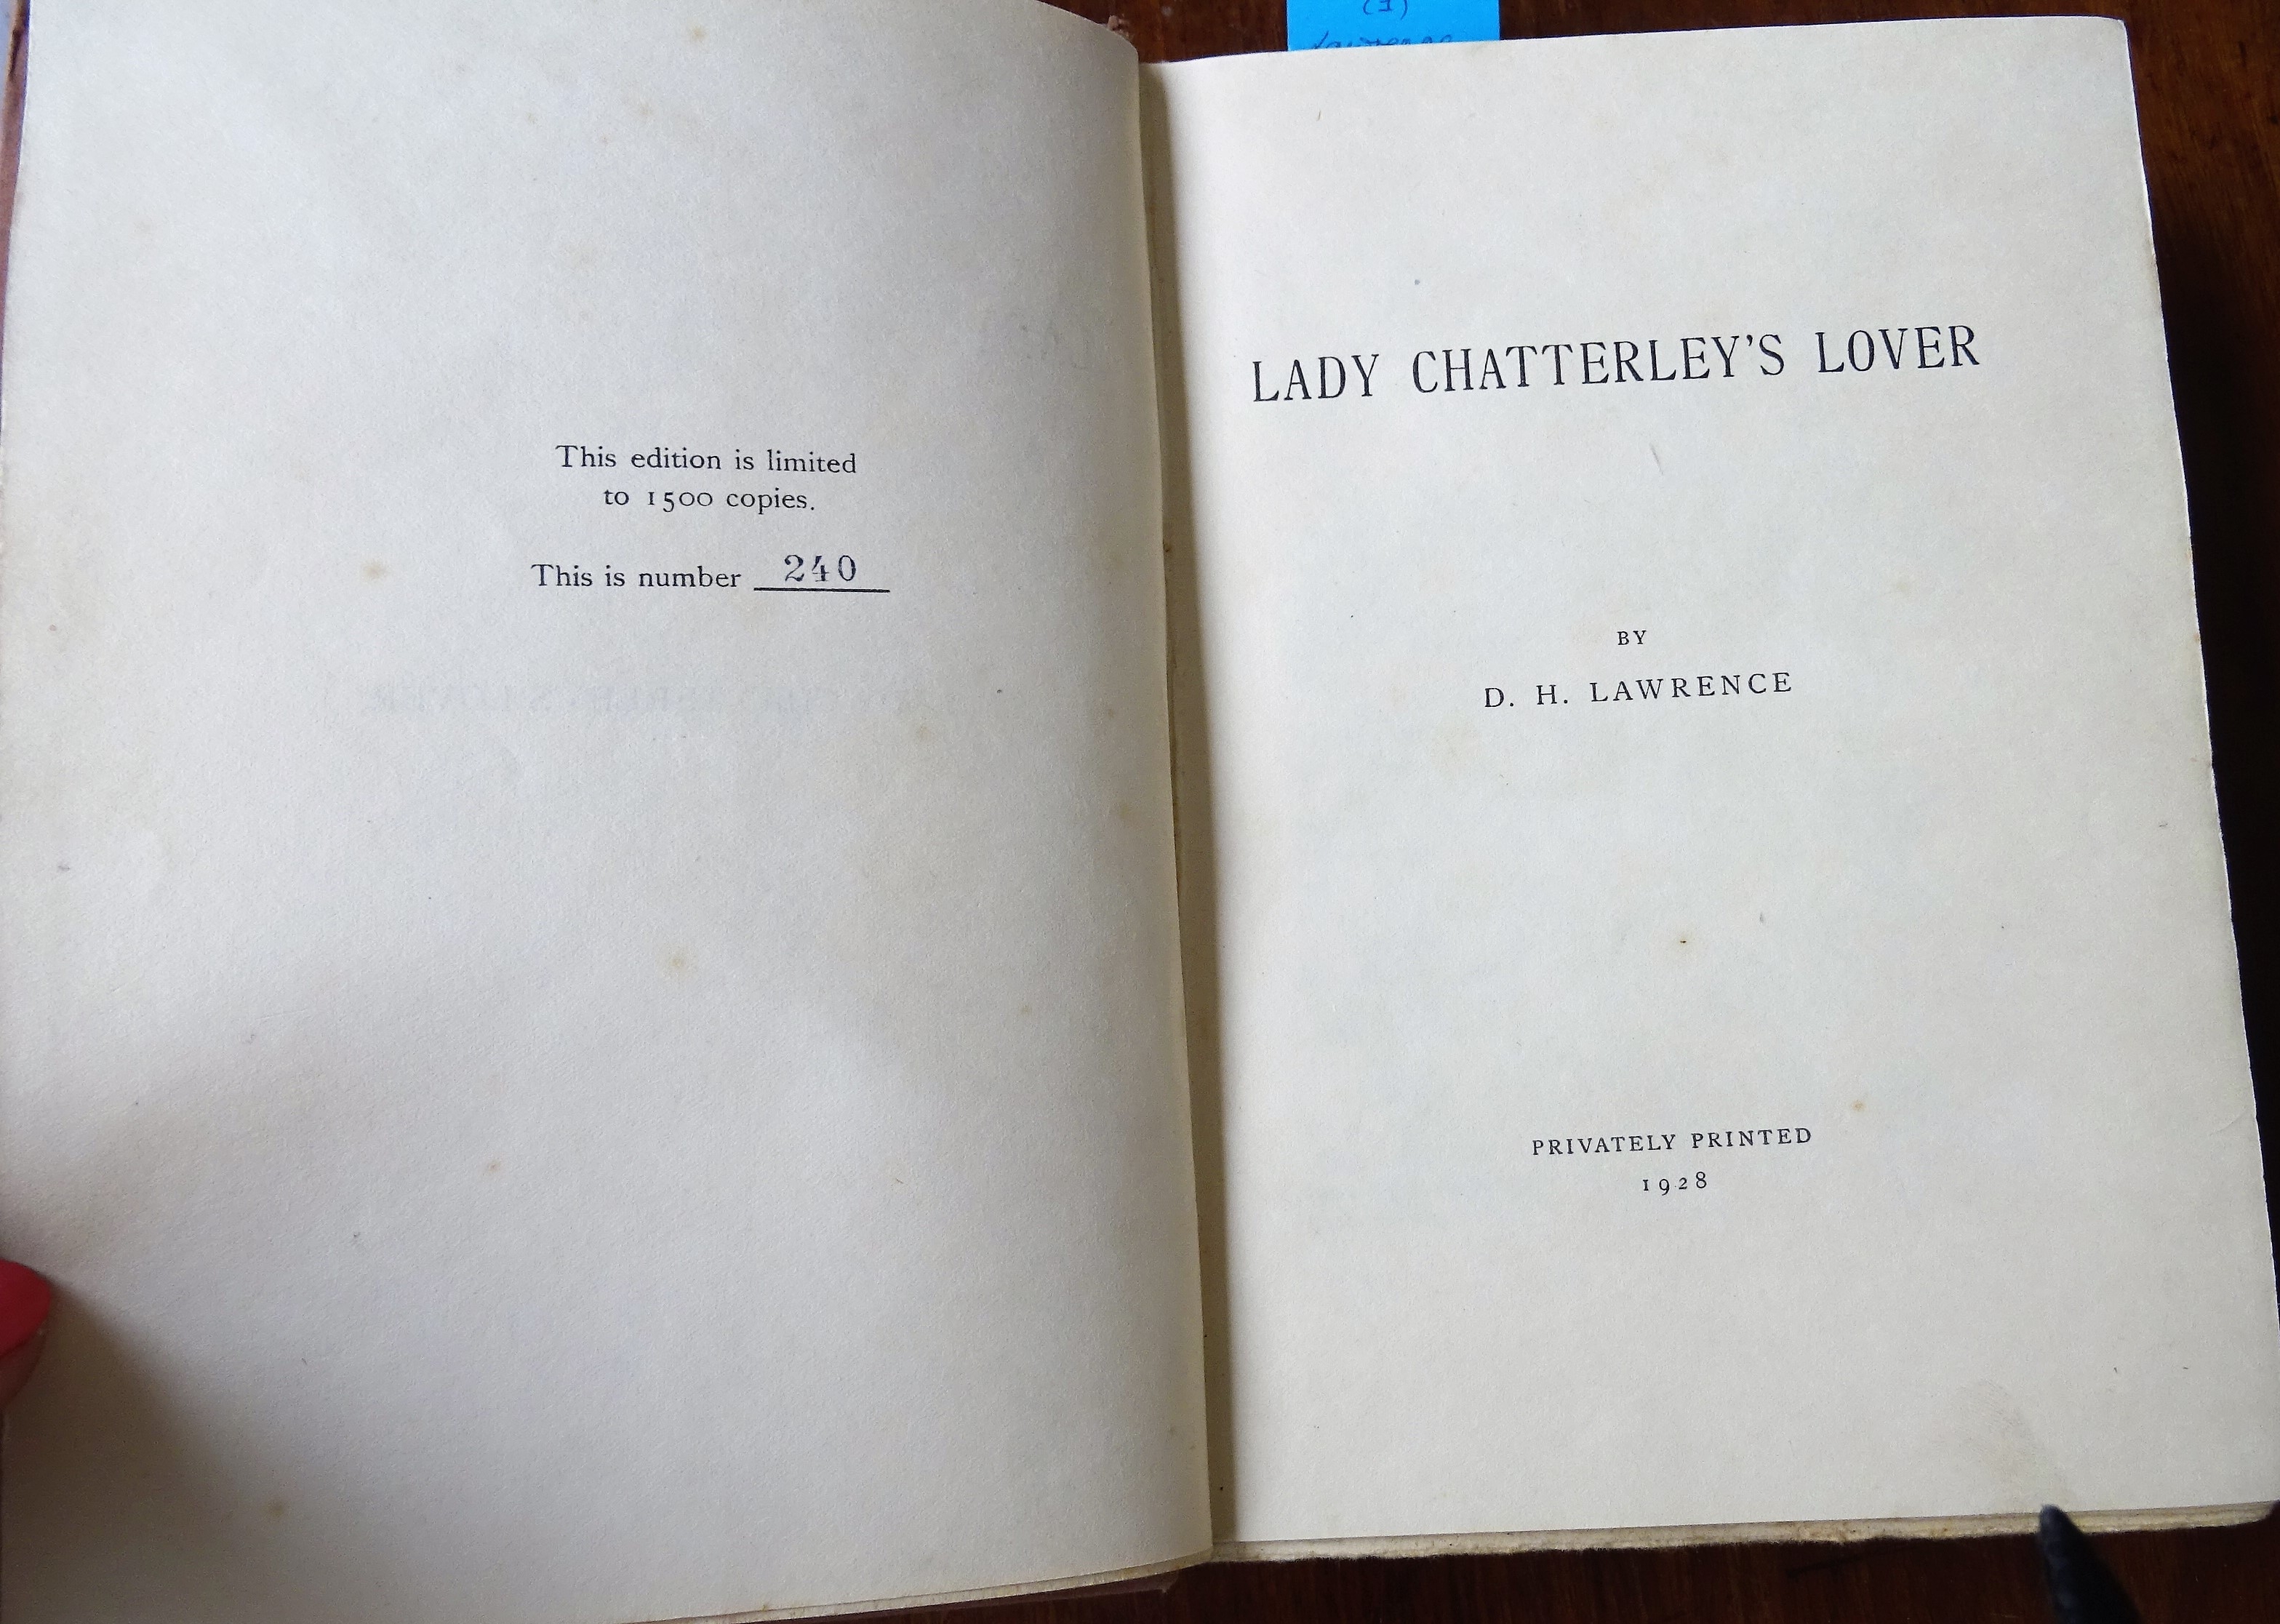 This edition is limited
to 1500 copies.
This is number 240
(I)
Lawrence
LADY CHATTERLEY'S LOVER
BY
D. H. LAWRENCE
PRIVATELY PRINTED
1928